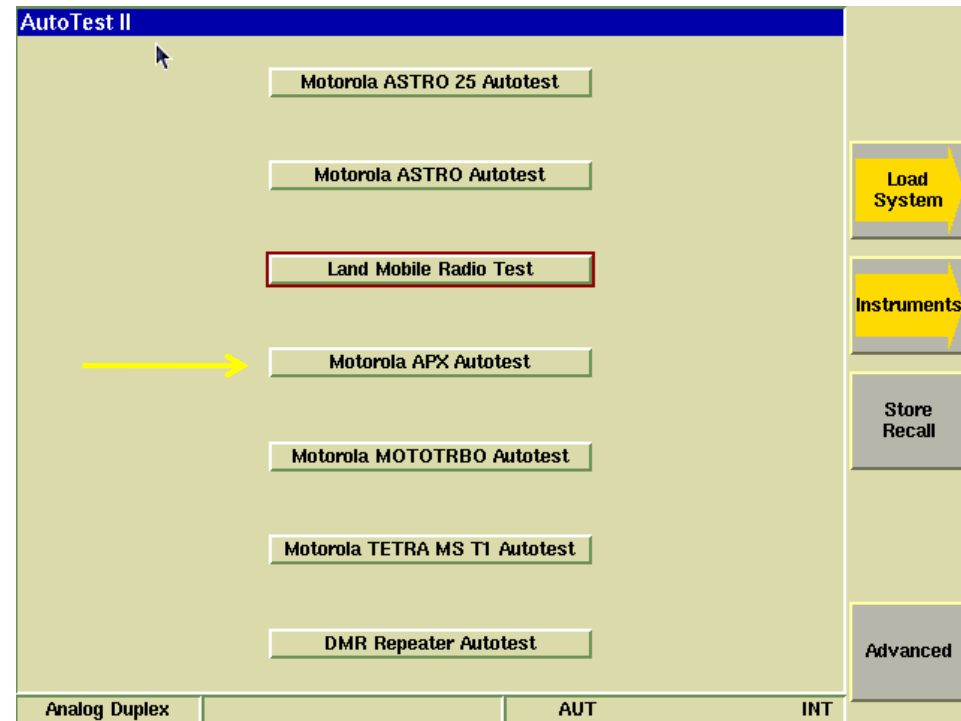 AutoTest II
Motorola ASTRO 25 Autotest
Motorola ASTRO Autotest
Land Mobile Radio Test
Motorola APX Autotest
Motorola MOTOTRBO Autotest
Motorola TETRA MS T1 Autotest
DMR Repeater Autotest
Load
System
Instruments
Store
Recall
Advanced
Analog Duplex
AUT
INT